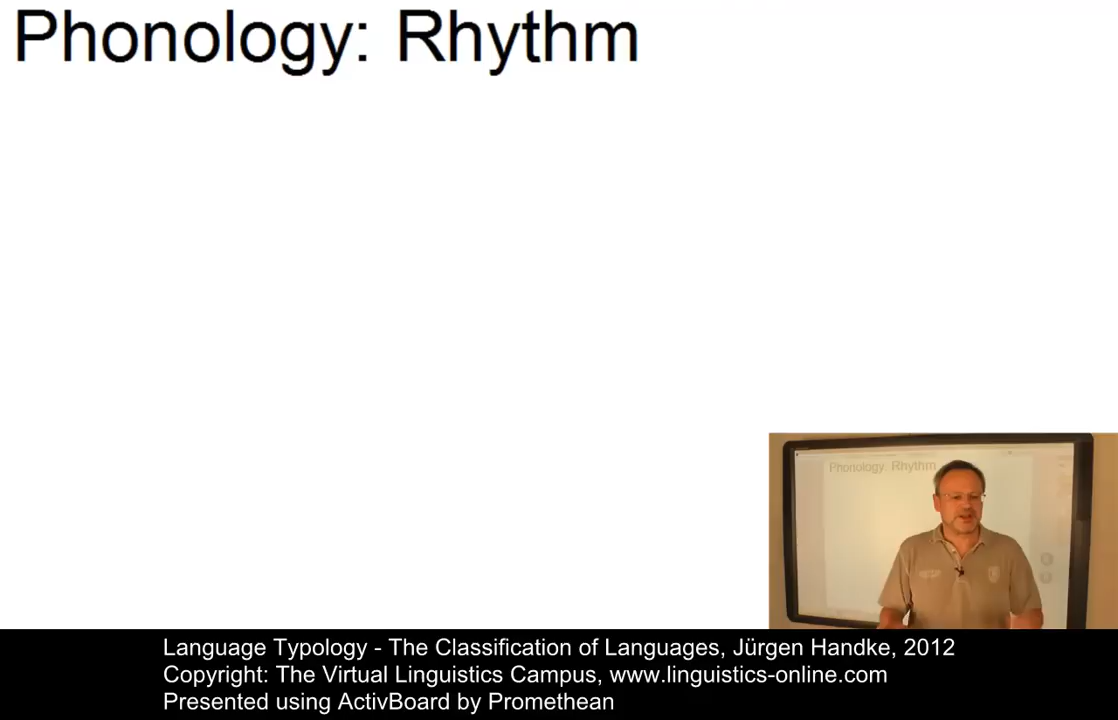 Phonology: Rhythm
Phonology: Rhythm
Language Typology - The Classification of Languages, Jürgen Handke, 2012
Copyright: The Virtual Linguistics Campus, www.linguistics-online.com
Presented using ActivBoard by Promethean